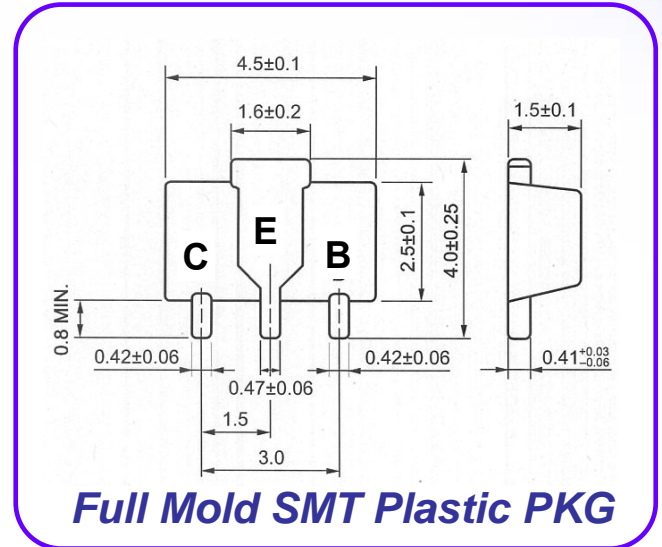 4.5±0.1
1.6±0.2
1.5±0.1
C
E
B
2.5±0.1
4.0±0.25
0.8 MIN.
0.42±0.06
0.47±0.06
0.42±0.06
0.41 +0.03 −0.06
1.5
3.0
Full Mold SMT Plastic PKG